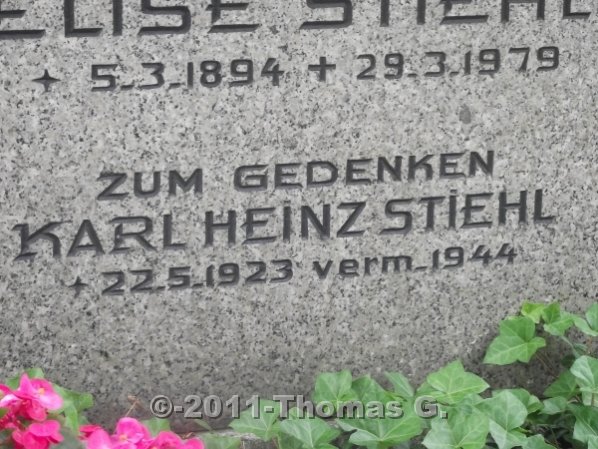 ELISE STIEHL
+ 5.3.1894 + 29.3.1979
ZUM GEDENKEN
KARL HEINZ STIEHL
+ 22.5.1923 verm.1944
©-2011-Thomas G.